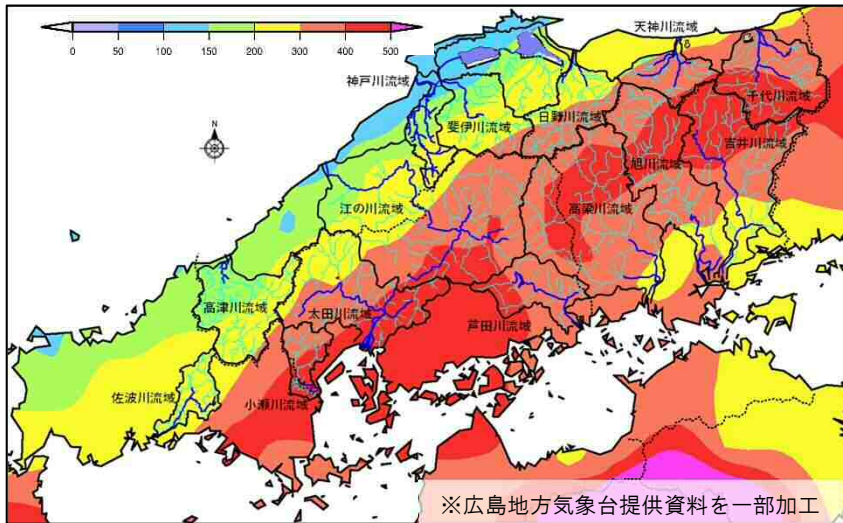 天神川流域
0 50 100 150 200 300 400 500
千代川流域
神戸川流域
日野川流域
斐伊川流域
吉井川流域
旭川流域
N
江の川流域
高梁川流域
高津川流域
太田川流域
芦田川流域
佐波川流域
小瀬川流域
※広島地方気象台提供資料を一部加工